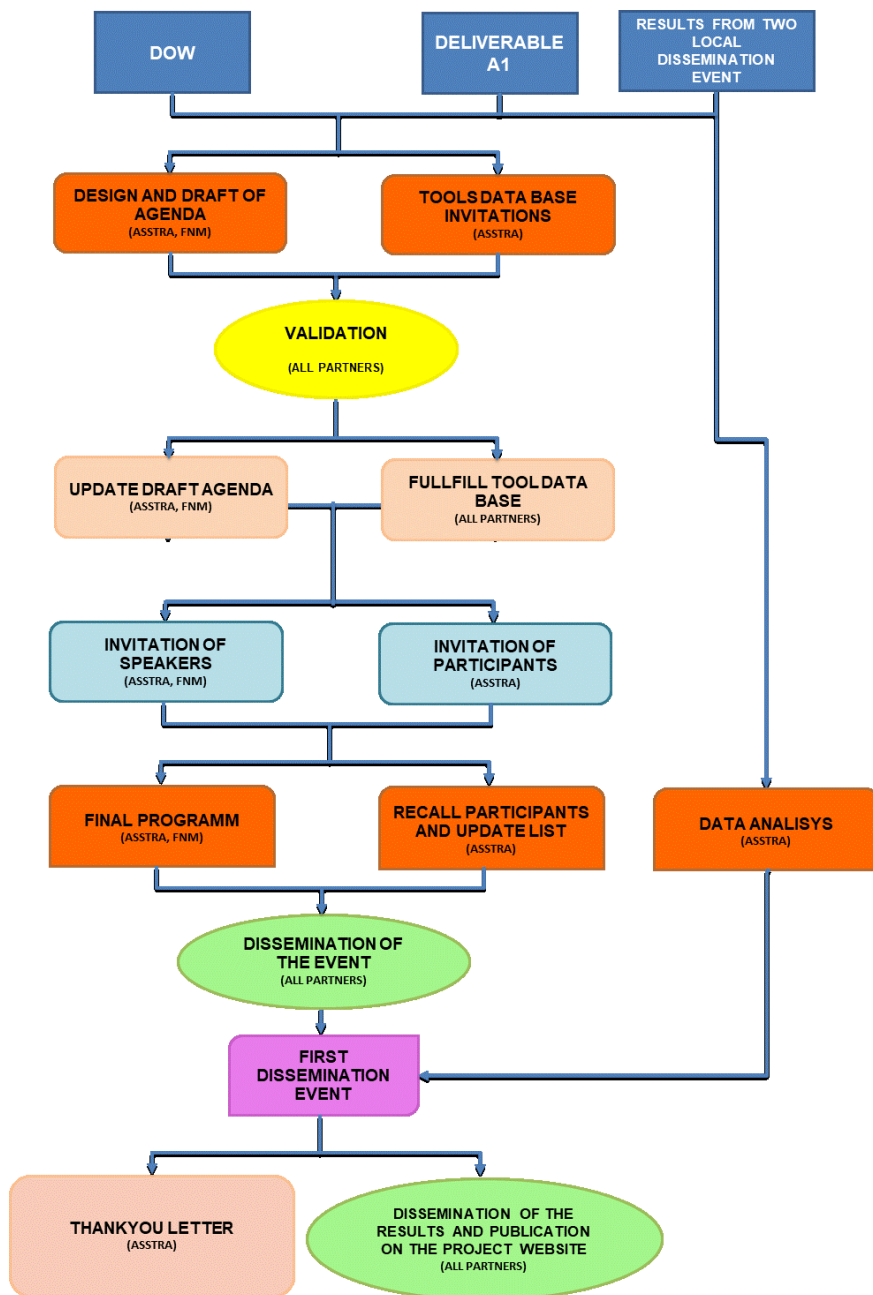 DOW
DELIVERABLE
A1
RESULTS FROM TWO
LOCAL
DISSEMINATION
EVENT
DESIGN AND DRAFT OF
AGENDA
(ASSTRA, FNM)
TOOLS DATA BASE
INVITATIONS
(ASSTRA)
VALIDATION
(ALL PARTNERS)
UPDATE DRAFT AGENDA
(ASSTRA, FNM)
FULLFILL TOOL DATA
BASE
(ALL PARTNERS)
INVITATION OF
SPEAKERS
(ASSTRA, FNM)
INVITATION OF
PARTICIPANTS
(ASSTRA)
FINAL PROGRAMM
(ASSTRA, FNM)
RECALL PARTICIPANTS
AND UPDATE LIST
(ASSTRA)
DATA ANALISYS
(ASSTRA)
DISSEMINATION OF
THE EVENT
(ALL PARTNERS)
FIRST
DISSEMINATION
EVENT
THANKYOU LETTER
(ASSTRA)
DISSEMINATION OF THE
RESULTS AND PUBLICATION
ON THE PROJECT WEBSITE
(ALL PARTNERS)